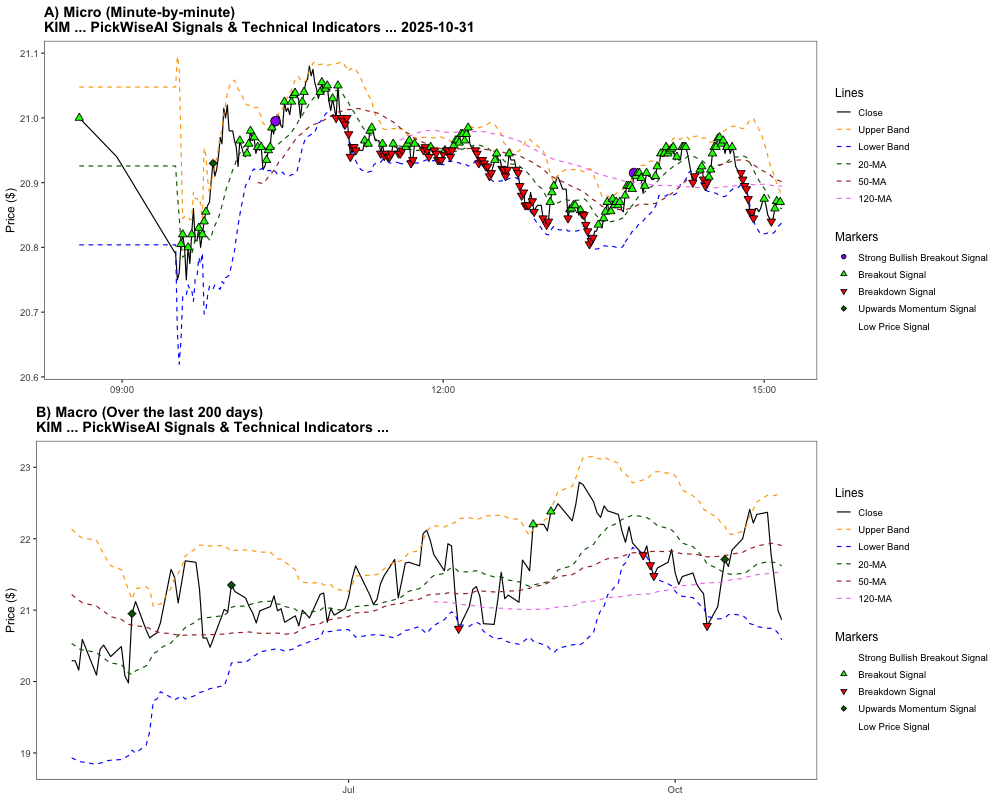 A) Micro (Minute-by-minute)
KIM ... PickWiseAI Signals & Technical Indicators ... 2025-10-31
21.1
21.0
20.9
20.8
20.7
20.6
Price ($)
09:00
12:00
15:00
Lines
Close
Upper Band
Lower Band
20-MA
50-MA
120-MA
Markers
Strong Bullish Breakout Signal
Breakout Signal
Breakdown Signal
Upwards Momentum Signal
Low Price Signal
B) Macro (Over the last 200 days)
KIM ... PickWiseAI Signals & Technical Indicators ...
23
22
21
20
19
Price ($)
Jul
Oct
Lines
Close
Upper Band
Lower Band
20-MA
50-MA
120-MA
Markers
Strong Bullish Breakout Signal
Breakout Signal
Breakdown Signal
Upwards Momentum Signal
Low Price Signal